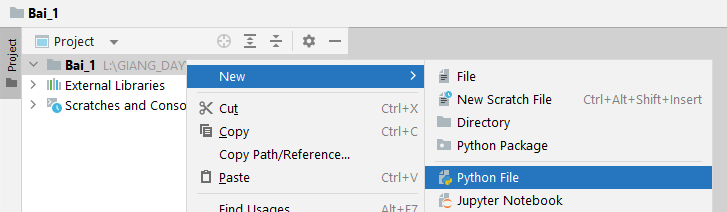 Bai_1
Project
Project
Bai_1 L:\GIANG_DAY
External Libraries
Scratches and Conso
New
Cut Ctrl+X
Copy Ctrl+C
Copy Path/Reference...
Paste Ctrl+V
Find Usages Alt+F7
File
New Scratch File Ctrl+Alt+Shift+Insert
Directory
Python Package
Python File
Jupyter Notebook